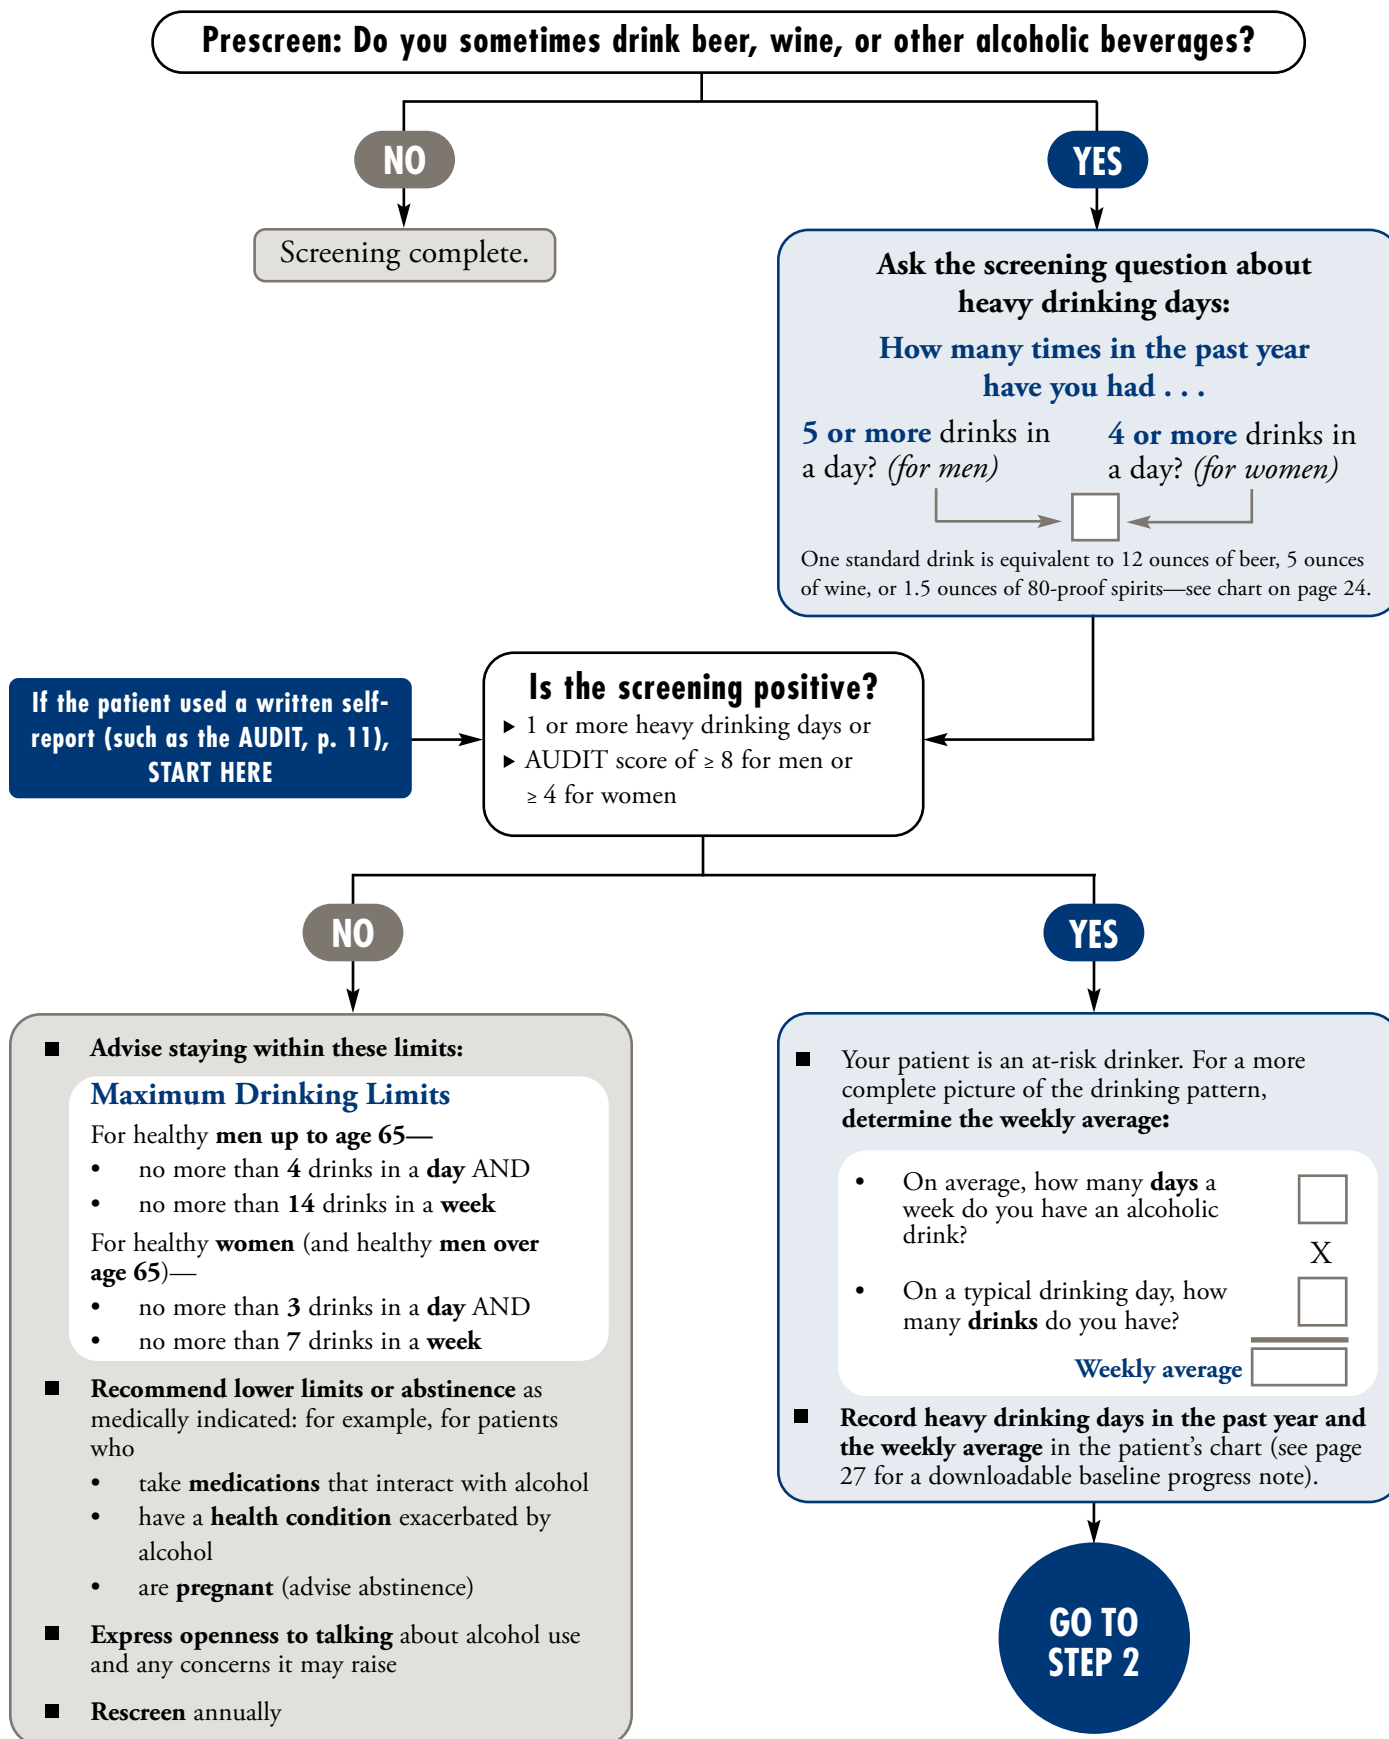 Prescreen: Do you sometimes drink beer, wine, or other alcoholic beverages?
NO
YES
Screening complete.
Ask the screening question about
heavy drinking days:
How many times in the past year
have you had . . .
5 or more drinks in
a day? (for men)
4 or more drinks in
a day? (for women)
One standard drink is equivalent to 12 ounces of beer, 5 ounces
of wine, or 1.5 ounces of 80-proof spirits—see chart on page 24.
If the patient used a written self-
report (such as the AUDIT, p. 11),
START HERE
Is the screening positive?
▸ 1 or more heavy drinking days or
▸ AUDIT score of ≥ 8 for men or
≥ 4 for women
NO
YES
■ Advise staying within these limits:
Maximum Drinking Limits
For healthy men up to age 65—
• no more than 4 drinks in a day AND
• no more than 14 drinks in a week
For healthy women (and healthy men over
age 65)—
• no more than 3 drinks in a day AND
• no more than 7 drinks in a week
■ Recommend lower limits or abstinence as
medically indicated: for example, for patients
who
• take medications that interact with alcohol
• have a health condition exacerbated by
alcohol
• are pregnant (advise abstinence)
■ Express openness to talking about alcohol use
and any concerns it may raise
■ Rescreen annually
■ Your patient is an at-risk drinker. For a more
complete picture of the drinking pattern,
determine the weekly average:
• On average, how many days a
week do you have an alcoholic
drink?
X
• On a typical drinking day, how
many drinks do you have?
Weekly average
■ Record heavy drinking days in the past year and
the weekly average in the patient’s chart (see page
27 for a downloadable baseline progress note).
GO TO
STEP 2